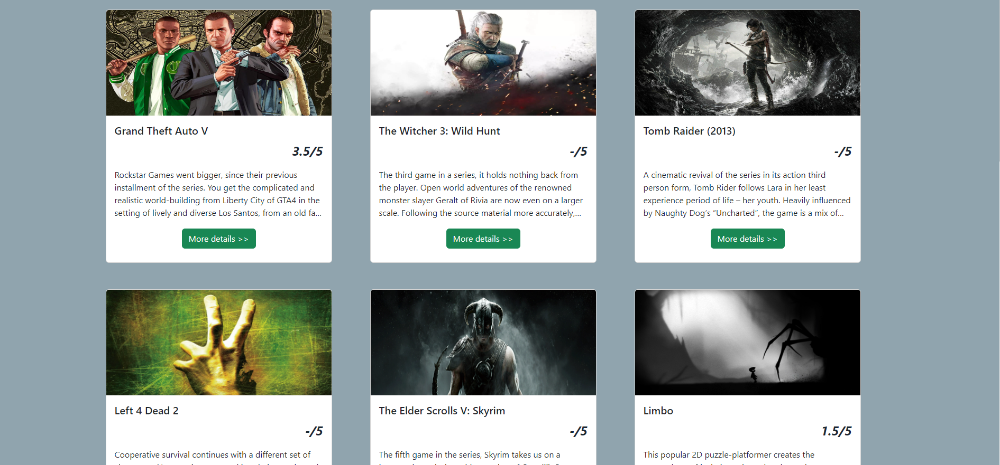 Grand Theft Auto V
3.5/5
Rockstar Games went bigger, since their previous
installment of the series. You get the complicated and
realistic world-building from Liberty City of GTA4 in the
setting of lively and diverse Los Santos, from an old fa...
More details >>
The Witcher 3: Wild Hunt
-/5
The third game in a series, it holds nothing back from
the player. Open world adventures of the renowned
monster slayer Geralt of Rivia are now even on a larger
scale. Following the source material more accurately,...
More details >>
Tomb Raider (2013)
-/5
A cinematic revival of the series in its action third
person form, Tomb Rider follows Lara in her least
experience period of life – her youth. Heavily influenced
by Naughty Dog’s “Uncharted”, the game is a mix of...
More details >>
Left 4 Dead 2
-/5
Cooperative survival continues with a different set of
The Elder Scrolls V: Skyrim
-/5
The fifth game in the series, Skyrim takes us on a
Limbo
1.5/5
This popular 2D puzzle-platformer creates the